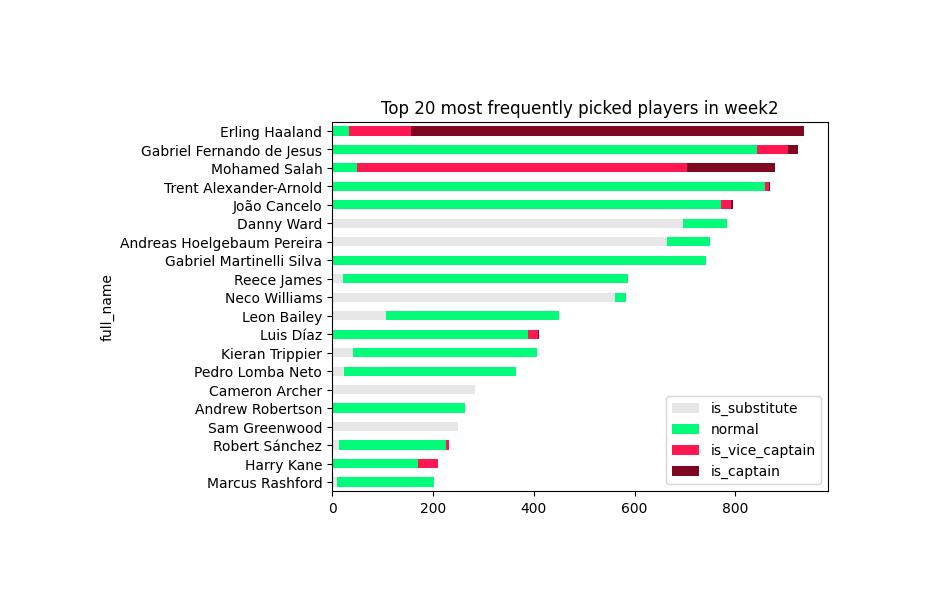 Top 20 most frequently picked players in week2
full_name
Erling Haaland
Gabriel Fernando de Jesus
Mohamed Salah
Trent Alexander-Arnold
João Cancelo
Danny Ward
Andreas Hoelgebaum Pereira
Gabriel Martinelli Silva
Reece James
Neco Williams
Leon Bailey
Luis Díaz
Kieran Trippier
Pedro Lomba Neto
Cameron Archer
Andrew Robertson
Sam Greenwood
Robert Sánchez
Harry Kane
Marcus Rashford
is_substitute
normal
is_vice_captain
is_captain
0 200 400 600 800